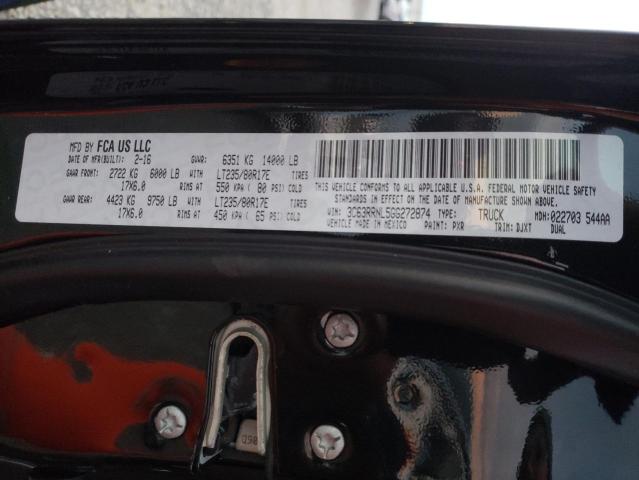 MFD BY FCA US LLC
DATE OF MFR(BUILT): 2-16 GVWR: 6351 KG 14000 LB
GAWR FRONT: 2722 KG 6000 LB LT235/80R17E TIRES
17X6.0 RIMS AT 550 KPA ( 80 PSI) COLD
GAWR REAR: 4423 KG 9750 LB LT235/80R17E TIRES
17X6.0 RIMS AT 450 KPA ( 65 PSI) COLD
THIS VEHICLE CONFORMS TO ALL APPLICABLE U.S.A. FEDERAL MOTOR VEHICLE SAFETY
STANDARDS IN EFFECT ON THE DATE OF MANUFACTURE SHOWN ABOVE.
VIN: 3C63RRNL5GG272874 TYPE: TRUCK MDH:022703 544AA
VEHICLE MADE IN MEXICO PAINT: PXR TRIM: DJXT DUAL